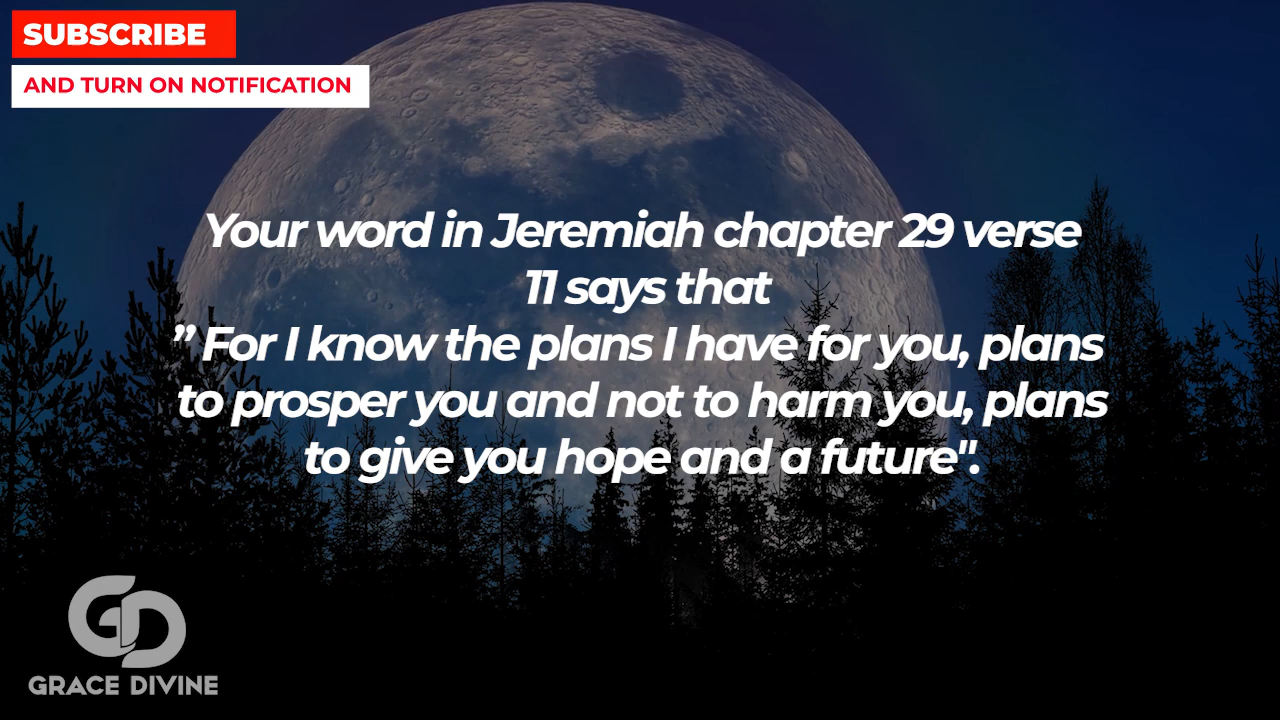 SUBSCRIBE
AND TURN ON NOTIFICATION
Your word in Jeremiah chapter 29 verse
11 says that
” For I know the plans I have for you, plans
to prosper you and not to harm you, plans
to give you hope and a future".
GD
GRACE DIVINE